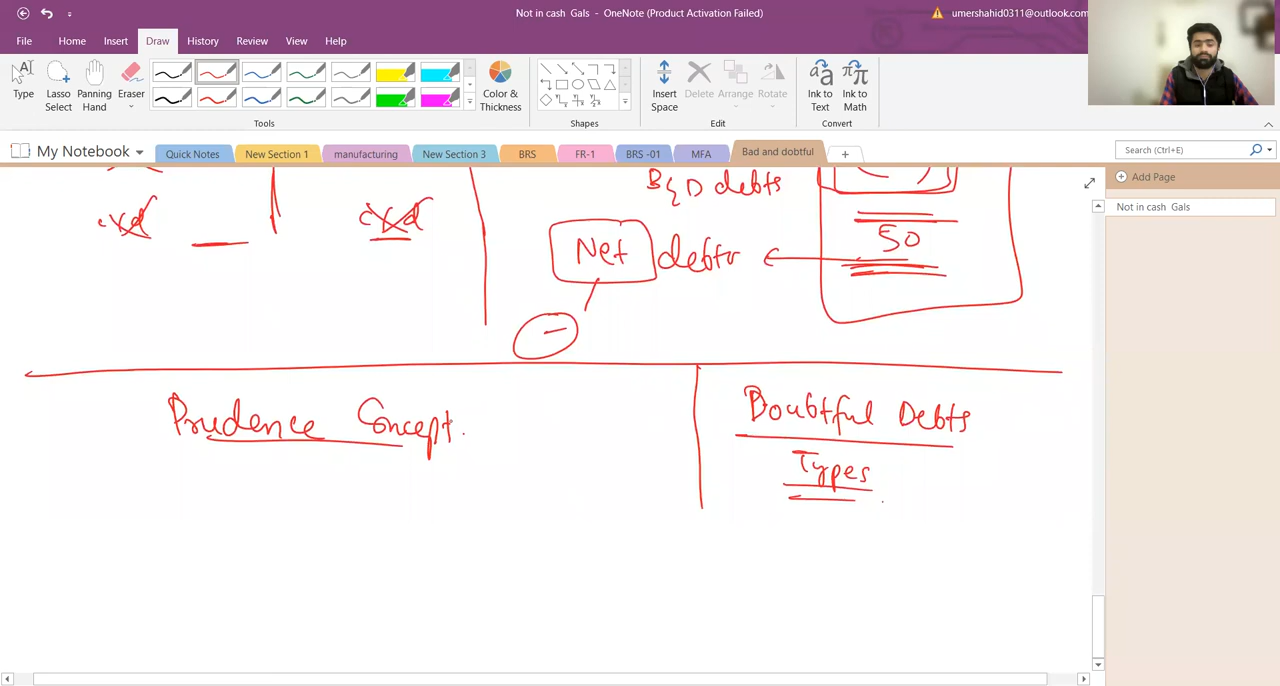 Not in cash Gals - OneNote (Product Activation Failed)
umershahid0311@outlook.com
File Home Insert Draw History Review View Help
Type
Lasso Select
Panning Hand
Eraser
Color & Thickness
Insert Space
Delete
Arrange
Rotate
Ink to Text
Ink to Math
Tools
Shapes
Edit
Convert
My Notebook
Quick Notes
New Section 1
manufacturing
New Section 3
BRS
FR-1
BRS -01
MFA
Bad and dobtful
Search (Ctrl+E)
Add Page
Not in cash Gals
B & D debts
50
Net debts
Prudence Concept.
Doubtful Debts
Types